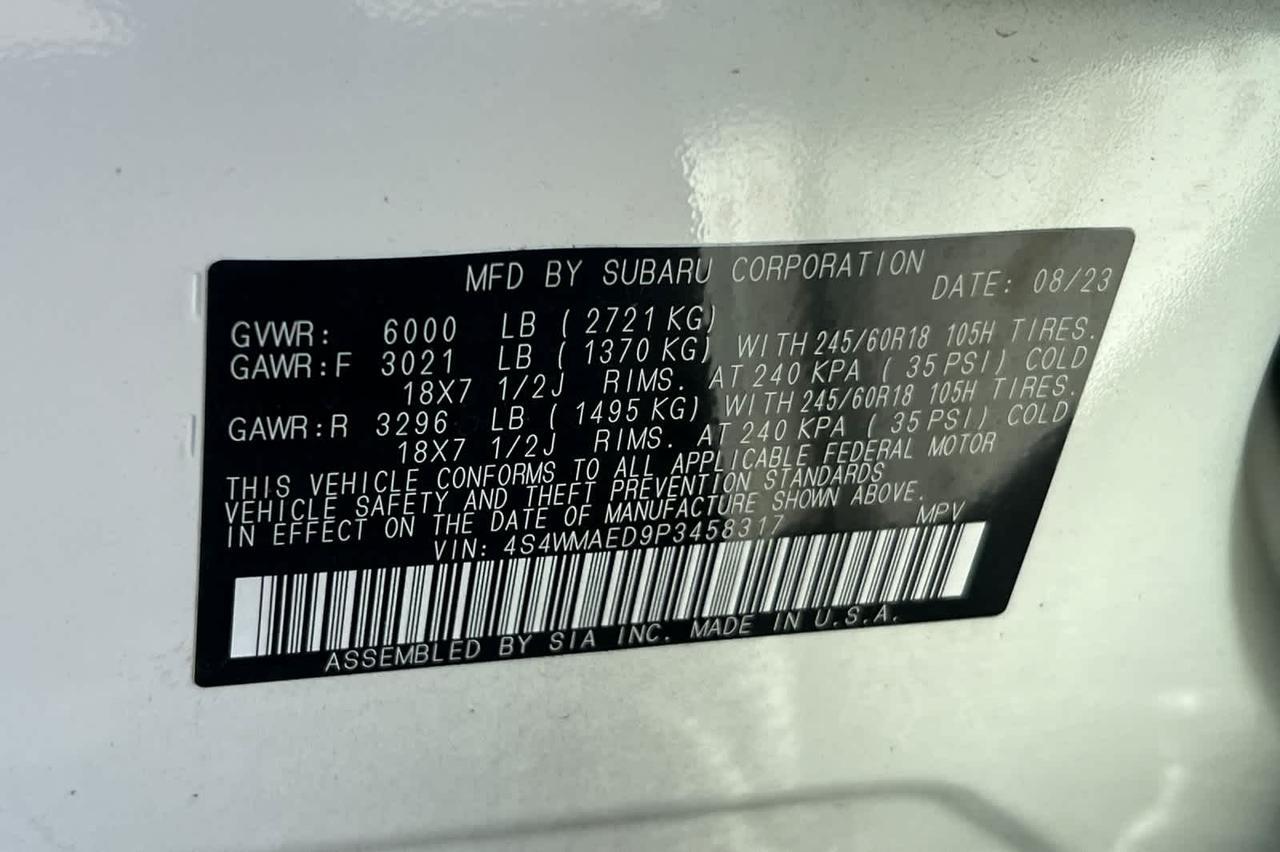 MFD BY SUBARU CORPORATION DATE: 08/23
GVWR: 6000 LB ( 2721 KG)
GAWR:F 3021 LB ( 1370 KG) WITH 245/60R18 105H TIRES.
18X7 1/2J RIMS. AT 240 KPA ( 35 PSI) COLD
GAWR:R 3296 LB ( 1495 KG) WITH 245/60R18 105H TIRES.
18X7 1/2J RIMS. AT 240 KPA ( 35 PSI) COLD
THIS VEHICLE CONFORMS TO ALL APPLICABLE FEDERAL MOTOR
VEHICLE SAFETY AND THEFT PREVENTION STANDARDS
IN EFFECT ON THE DATE OF MANUFACTURE SHOWN ABOVE.
VIN: 4S4WMAED9P3458317 MPV
ASSEMBLED BY SIA INC. MADE IN U.S.A.